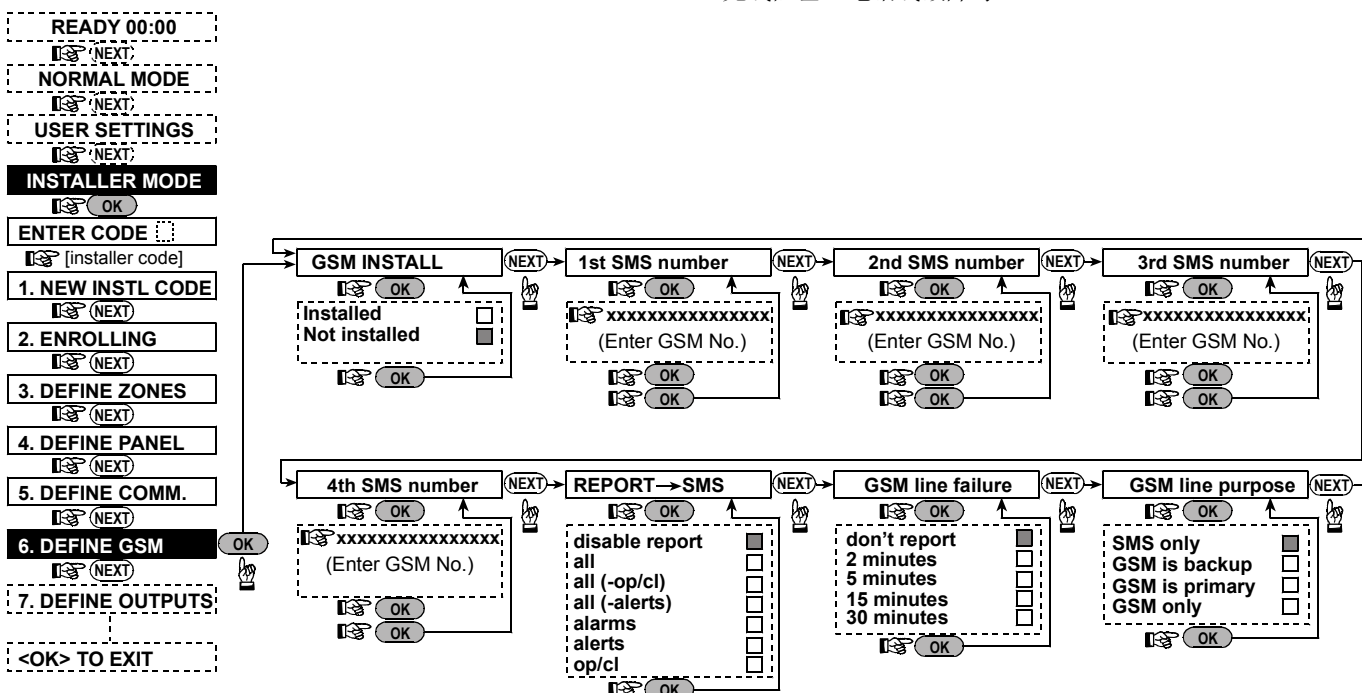 READY 00:00
NEXT
NORMAL MODE
NEXT
USER SETTINGS
NEXT
INSTALLER MODE
OK
ENTER CODE
[installer code]
1. NEW INSTL CODE
NEXT
2. ENROLLING
NEXT
3. DEFINE ZONES
NEXT
4. DEFINE PANEL
NEXT
5. DEFINE COMM.
NEXT
6. DEFINE GSM
OK
NEXT
7. DEFINE OUTPUTS
<OK> TO EXIT
GSM INSTALL
NEXT
OK
Installed
Not installed
OK
1st SMS number
NEXT
OK
xxxxxxxxxxxxxxxx
(Enter GSM No.)
OK
OK
2nd SMS number
NEXT
OK
xxxxxxxxxxxxxxxx
(Enter GSM No.)
OK
OK
3rd SMS number
NEXT
OK
xxxxxxxxxxxxxxxx
(Enter GSM No.)
OK
OK
4th SMS number
NEXT
OK
xxxxxxxxxxxxxxxx
(Enter GSM No.)
OK
OK
REPORT→SMS
NEXT
OK
disable report
all
all (-op/cl)
all (-alerts)
alarms
alerts
op/cl
OK
GSM line failure
NEXT
OK
don't report
2 minutes
5 minutes
15 minutes
30 minutes
OK
GSM line purpose
NEXT
OK
SMS only
GSM is backup
GSM is primary
GSM only
OK